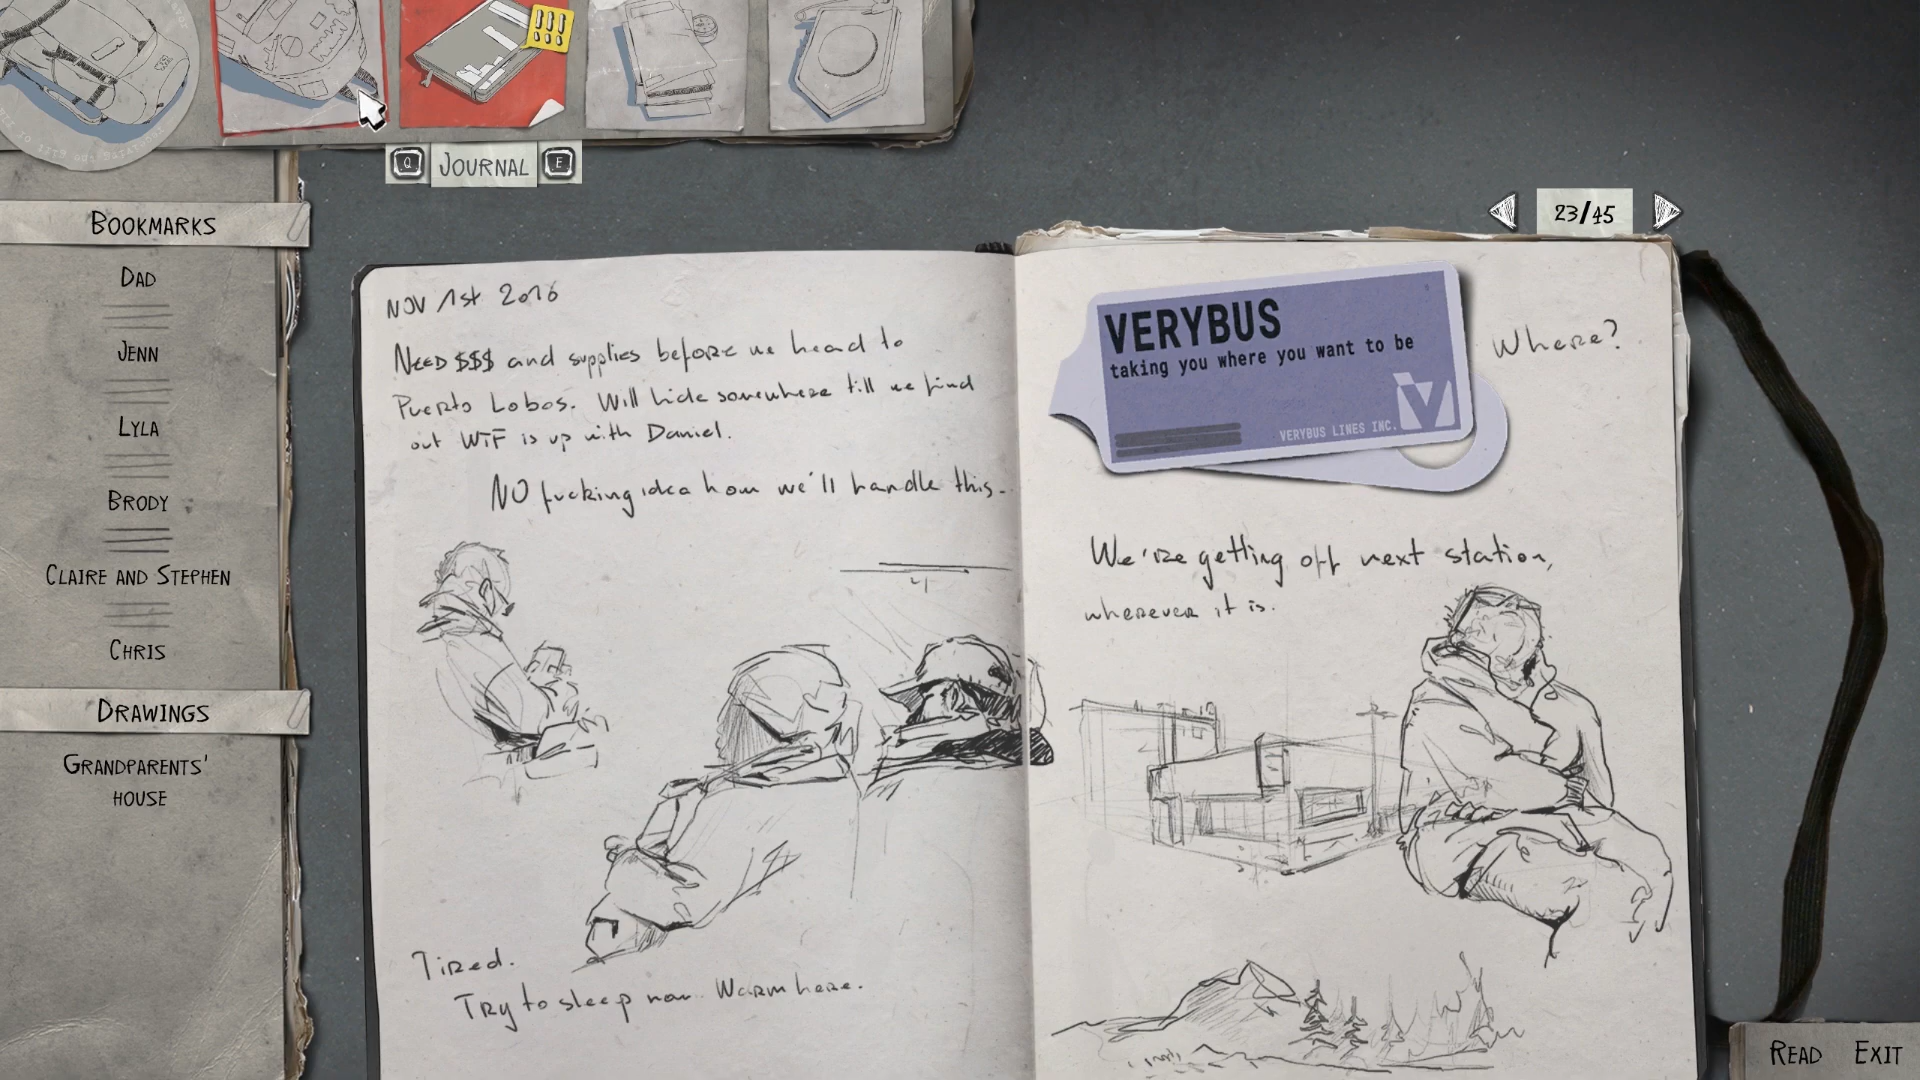 Q JOURNAL E
BOOKMARKS
DAD
JENN
LYLA
BRODY
CLAIRE AND STEPHEN
CHRIS
DRAWINGS
GRANDPARENTS'
HOUSE
23/45
NOV 1st 2016
NEED $$$ and supplies before we head to
Puerto Lobos. Will hide somewhere till we find
out WTF is up with Daniel.
NO fucking idea how we'll handle this.
Tired.
Try to sleep now. Warm here.
VERYBUS
taking you where you want to be
VERYBUS LINES INC.
Where?
We're getting off next station,
wherever it is.
READ EXIT